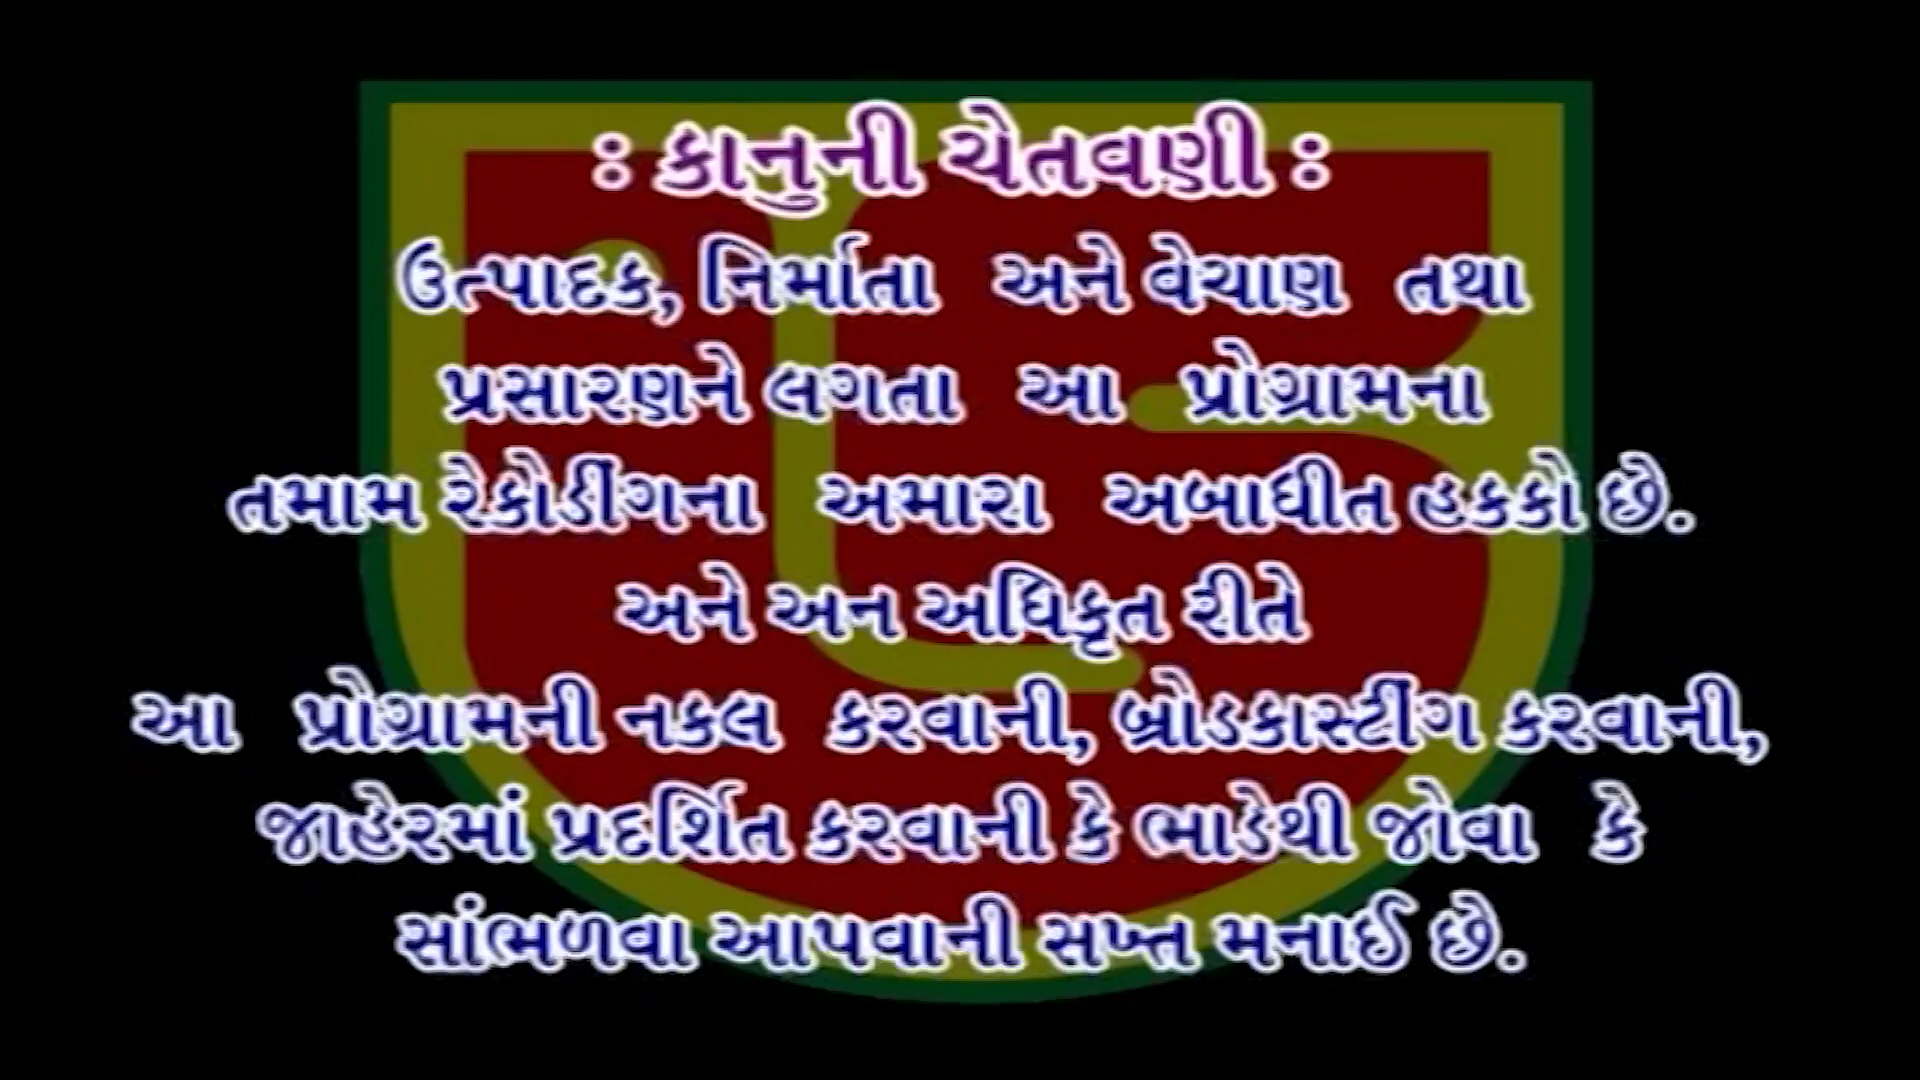 : કાનુની ચેતવણી :
ઉત્પાદક, નિર્માતા અને વેચાણ તથા
પ્રસારણને લગતા આ પ્રોગ્રામના
તમામ રેકોર્ડીંગના અમારા અબાધીત હકકો છે.
અને અન અધિકૃત રીતે
આ પ્રોગ્રામની નકલ કરવાની, બ્રોડકાસ્ટીંગ કરવાની,
જાહેરમાં પ્રદર્શિત કરવાની કે ભાડેથી જોવા કે
સાંભળવા આપવાની સખ્ત મનાઈ છે.